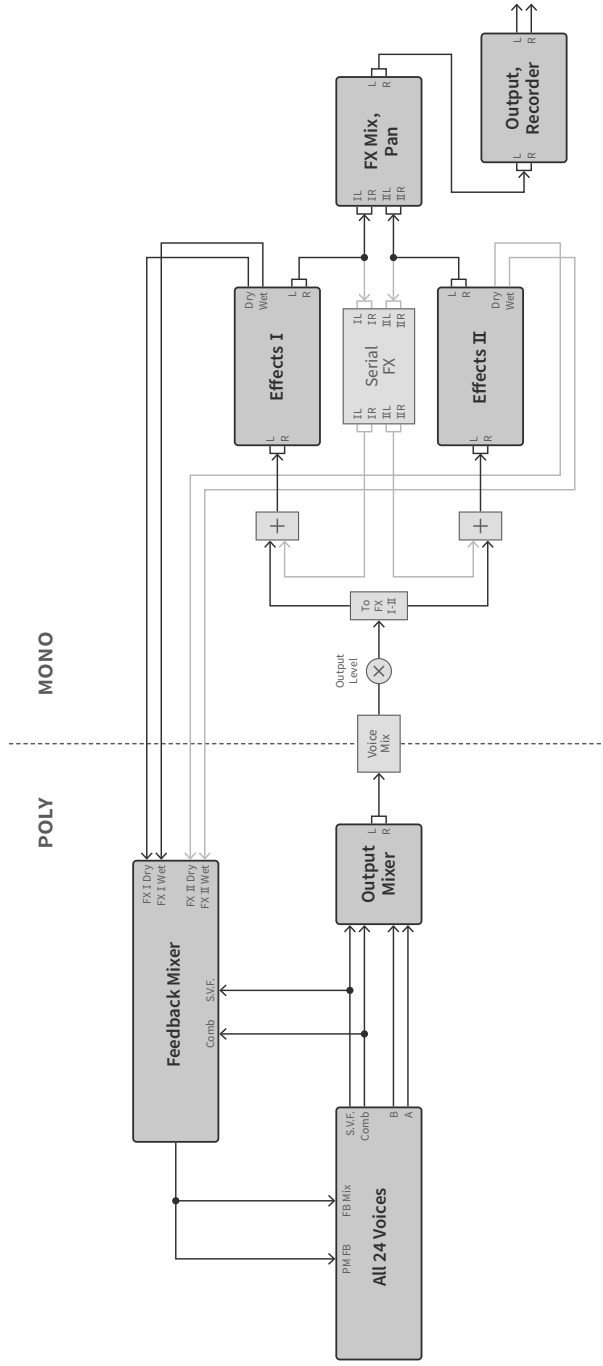 POLY
MONO
Feedback Mixer
Comb
S.V.F.
FX I Dry
FX I Wet
FX II Dry
FX II Wet
All 24 Voices
PM FB
FB Mix
S.V.F.
Comb
B
A
Output
Mixer
L
R
Voice
Mix
Output
Level
To
FX
I-II
+
+
Effects I
L
R
Dry
Wet
L
R
Serial
FX
IL
IR
IIL
IIR
IL
IR
IIL
IIR
Effects II
L
R
L
R
Dry
Wet
FX Mix,
Pan
IL
IR
IIL
IIR
L
R
Output,
Recorder
L
R
L
R